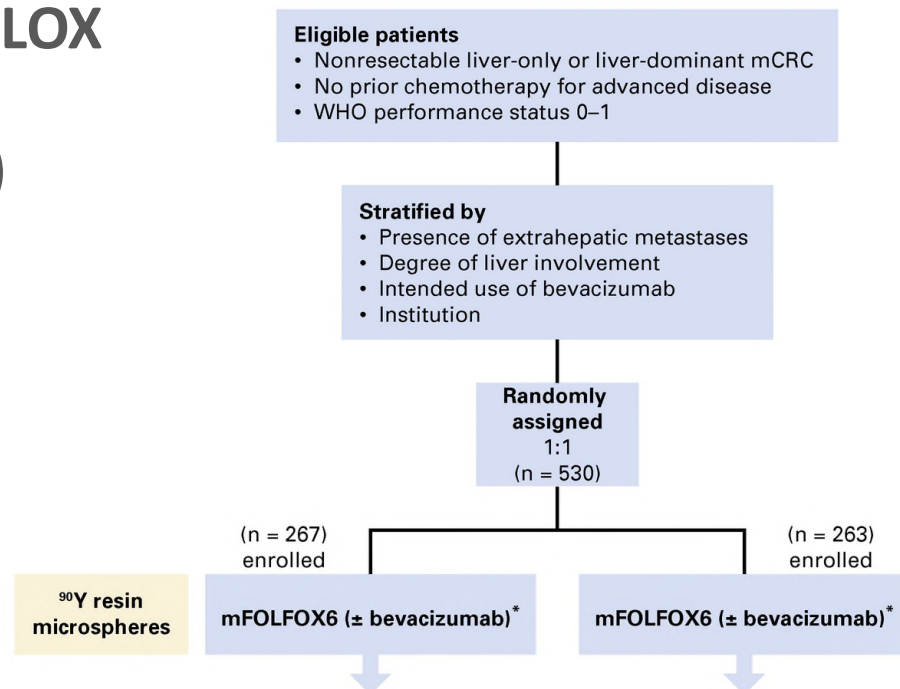 LOX
)
Eligible patients
• Nonresectable liver-only or liver-dominant mCRC
• No prior chemotherapy for advanced disease
• WHO performance status 0–1
Stratified by
• Presence of extrahepatic metastases
• Degree of liver involvement
• Intended use of bevacizumab
• Institution
Randomly
assigned
1:1
(n = 530)
(n = 267)
enrolled
(n = 263)
enrolled
⁹⁰Y resin
microspheres
mFOLFOX6 (± bevacizumab)*
mFOLFOX6 (± bevacizumab)*